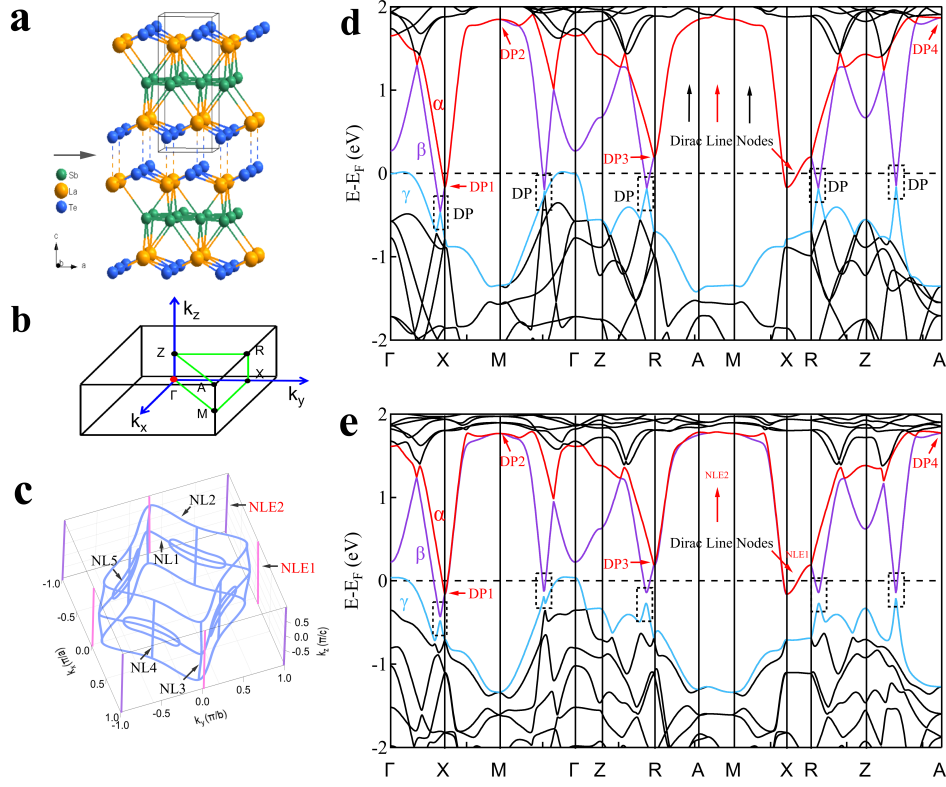 a
Sb
La
Te
c
b
a
b
k_z
Z
R
Γ
A
X
M
k_x
k_y
c
NL2
NLE2
NL5
NL1
NLE1
NL4
NL3
-1.0
-0.5
0.0
0.5
1.0
-1.0
-0.5
0.0
0.5
1.0
0.5
0.0
-0.5
k_x(π/a)
k_y(π/b)
k_z(π/c)
d
2
1
0
-1
-2
E-E_F (eV)
DP2
DP4
α
β
γ
DP3
Dirac Line Nodes
DP1
DP
DP
DP
DP
DP
Γ X M Γ Z R A M X R Z A
e
2
1
0
-1
-2
E-E_F (eV)
DP2
DP4
NLE2
α
β
γ
Dirac Line Nodes
NLE1
DP3
DP1
Γ X M Γ Z R A M X R Z A